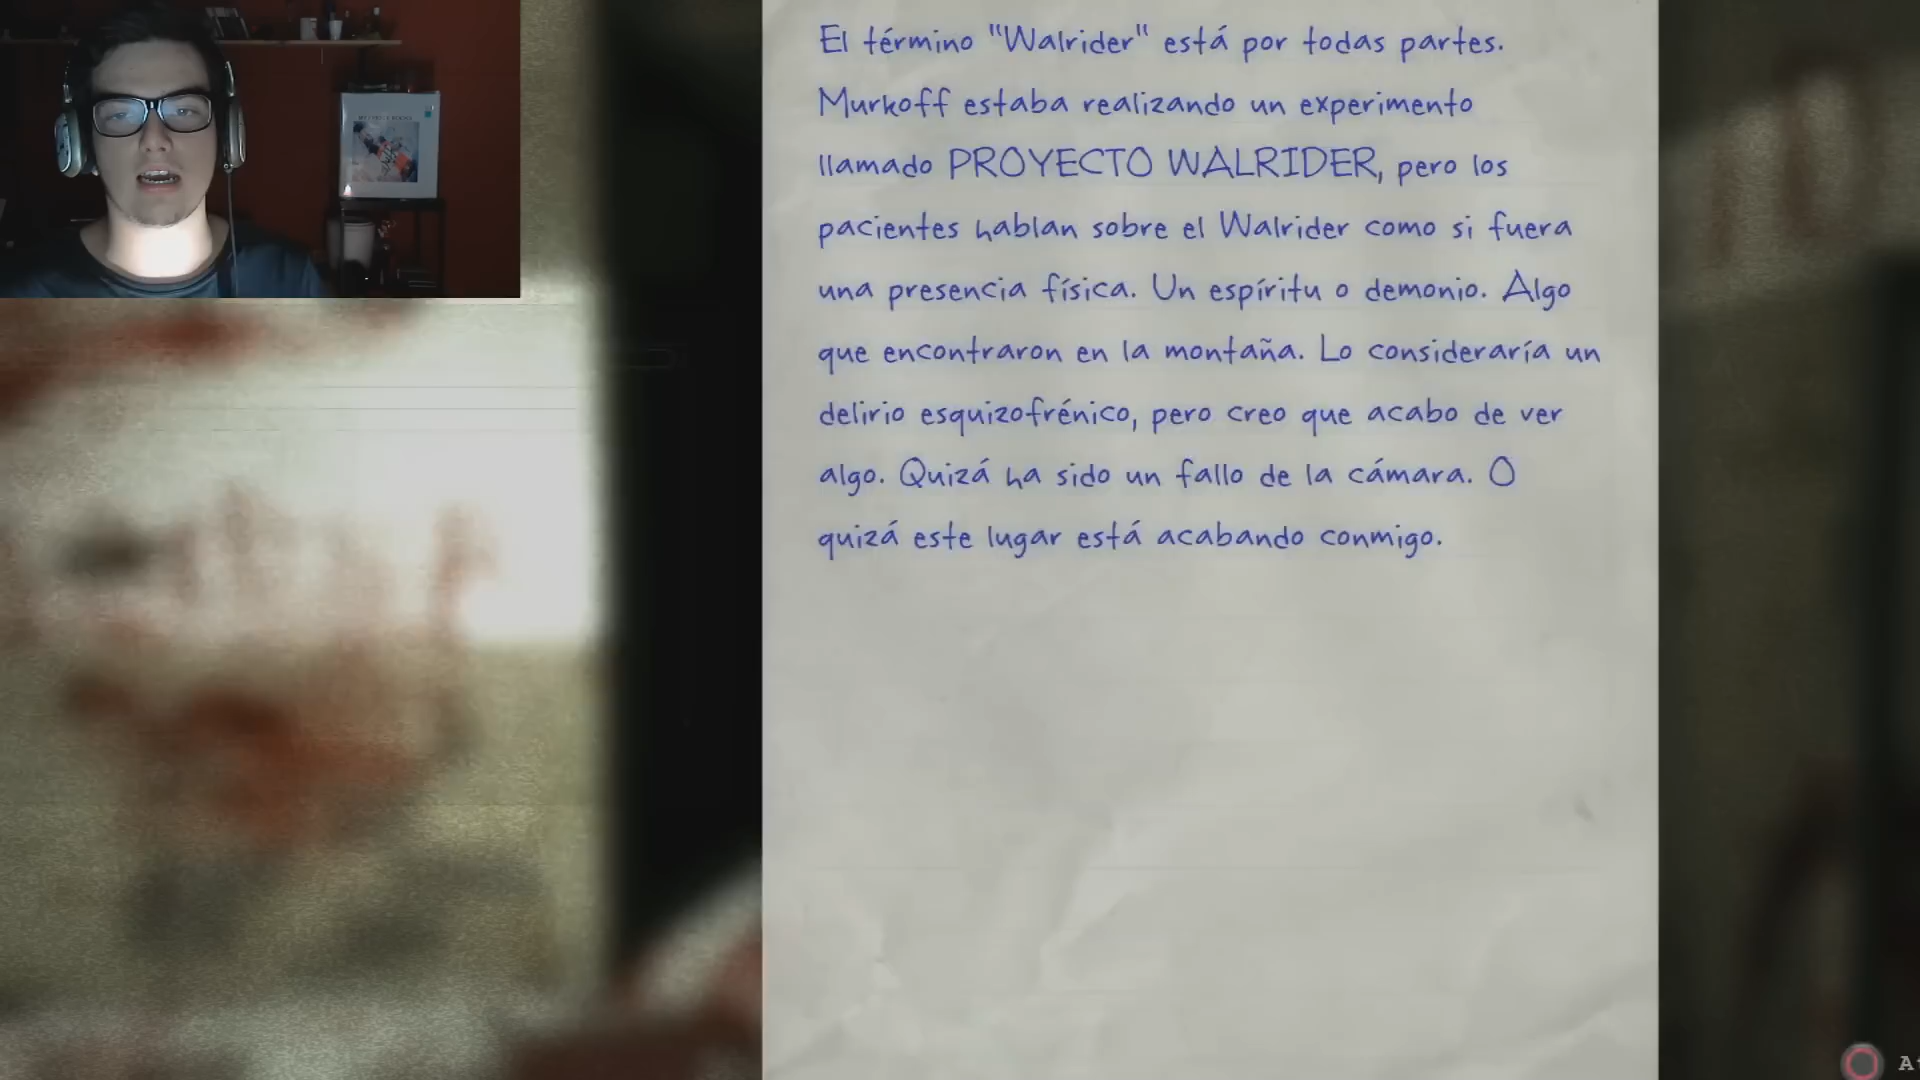 El término "Walrider" está por todas partes.
Murkoff estaba realizando un experimento
llamado PROYECTO WALRIDER, pero los
pacientes hablan sobre el Walrider como si fuera
una presencia física. Un espíritu o demonio. Algo
que encontraron en la montaña. Lo consideraría un
delirio esquizofrénico, pero creo que acabo de ver
algo. Quizá ha sido un fallo de la cámara. O
quizá este lugar está acabando conmigo.